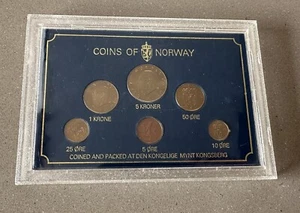 COINS OF NORWAY
1 KRONE
5 KRONER
50 ØRE
25 ØRE
5 ØRE
10 ØRE
COINED AND PACKED AT DEN KONGELIGE MYNT KONGSBERG